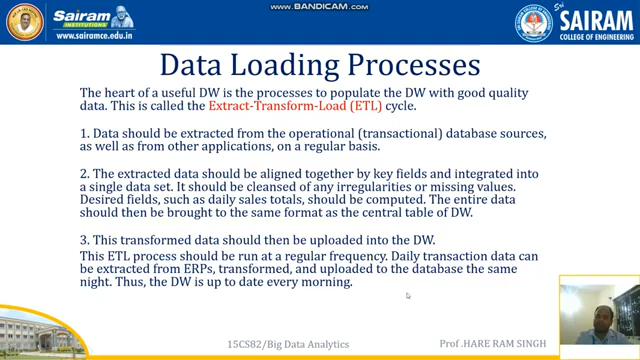 www.BANDICAM.com
Sairam
INSTITUTIONS
www.sairamce.edu.in
Sri
SAIRAM
COLLEGE OF ENGINEERING
Data Loading Processes
The heart of a useful DW is the processes to populate the DW with good quality
data. This is called the Extract-Transform-Load (ETL) cycle.
1. Data should be extracted from the operational (transactional) database sources,
as well as from other applications, on a regular basis.
2. The extracted data should be aligned together by key fields and integrated into
a single data set. It should be cleansed of any irregularities or missing values.
Desired fields, such as daily sales totals, should be computed. The entire data
should then be brought to the same format as the central table of DW.
3. This transformed data should then be uploaded into the DW.
This ETL process should be run at a regular frequency. Daily transaction data can
be extracted from ERPs, transformed, and uploaded to the database the same
night. Thus, the DW is up to date every morning.
15CS82/Big Data Analytics
Prof .HARE RAM SINGH